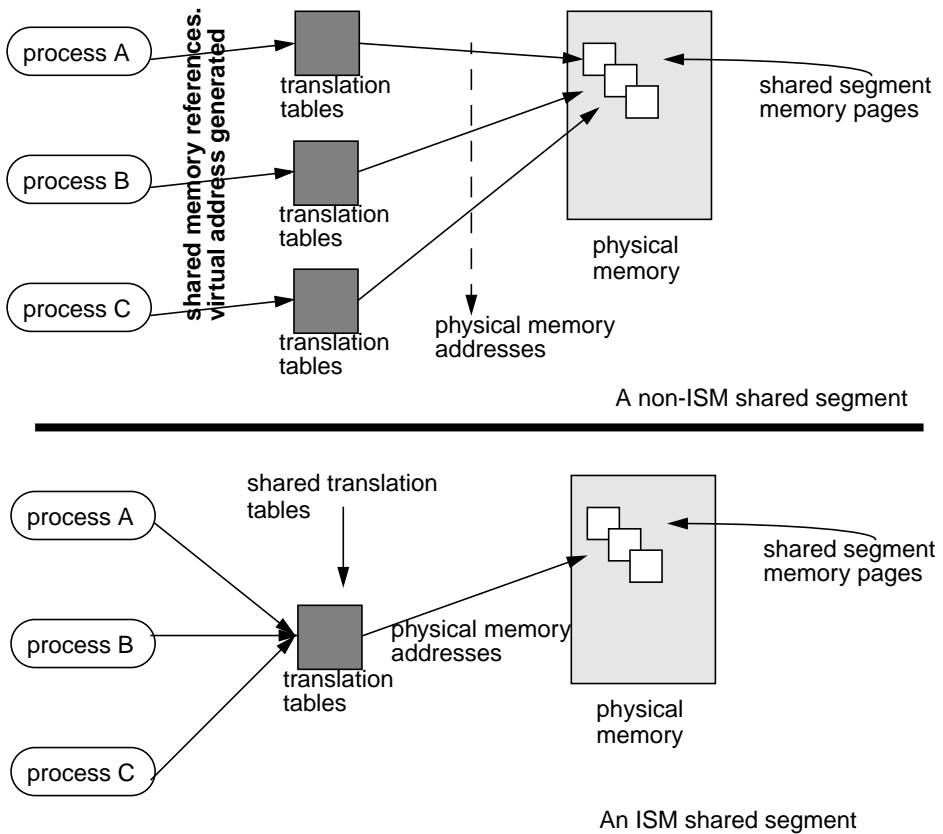 process A
shared memory references.
virtual address generated
translation
tables
shared segment
memory pages
process B
translation
tables
physical
memory
process C
translation
tables
physical memory
addresses
A non-ISM shared segment
shared translation
tables
process A
shared segment
memory pages
process B
physical memory
addresses
translation
tables
physical
memory
process C
An ISM shared segment